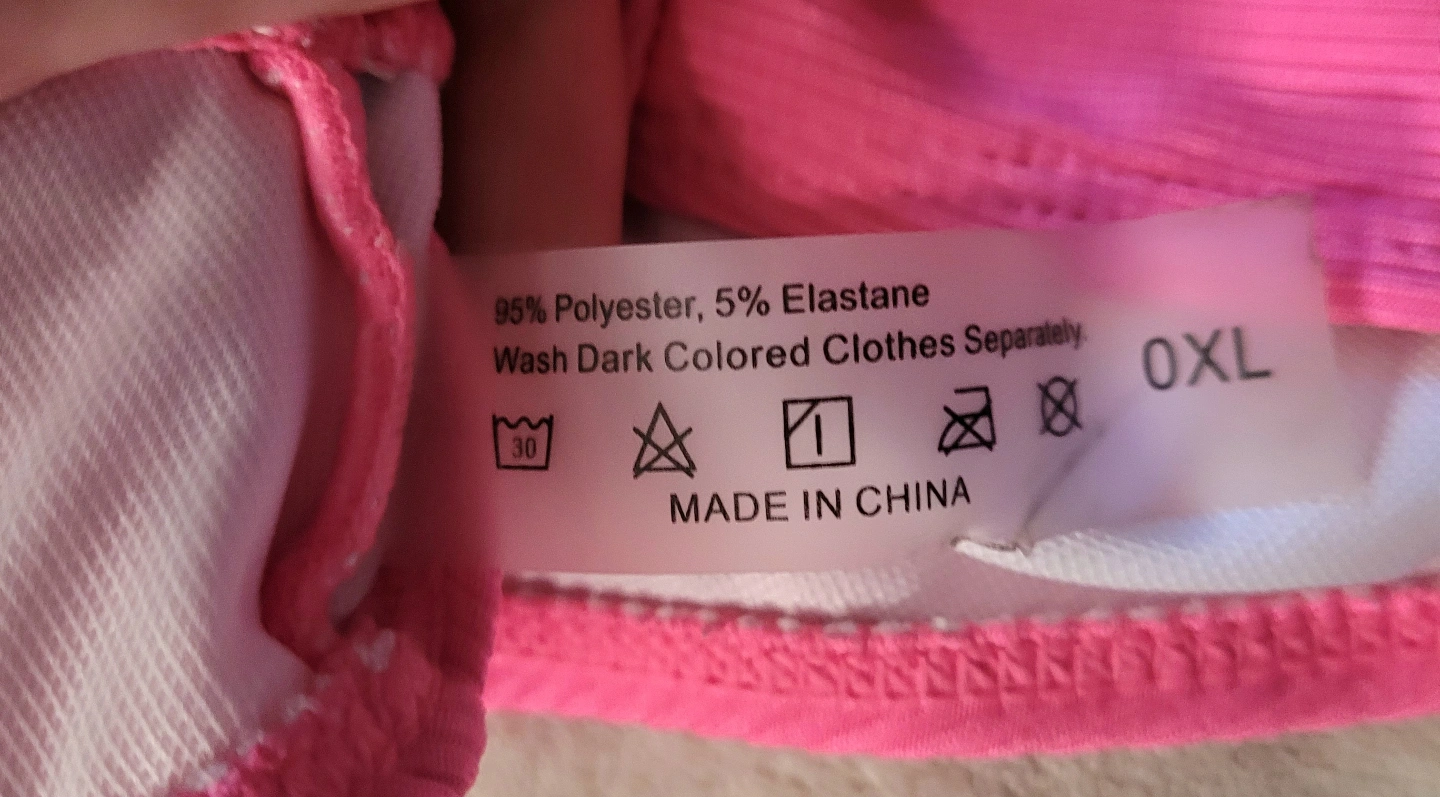 95% Polyester, 5% Elastane
Wash Dark Colored Clothes Separately.
0XL
30
MADE IN CHINA